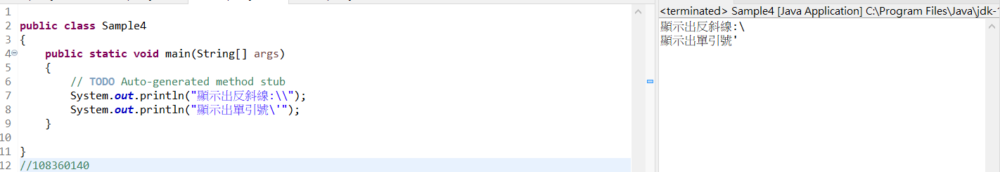 1
2 public class Sample4
3 {
4 public static void main(String[] args)
5 {
6 // TODO Auto-generated method stub
7 System.out.println("顯示出反斜線:\\");
8 System.out.println("顯示出單引號\'");
9 }
10
11 }
12 //108360140
<terminated> Sample4 [Java Application] C:\Program Files\Java\jdk-1
顯示出反斜線:\
顯示出單引號'